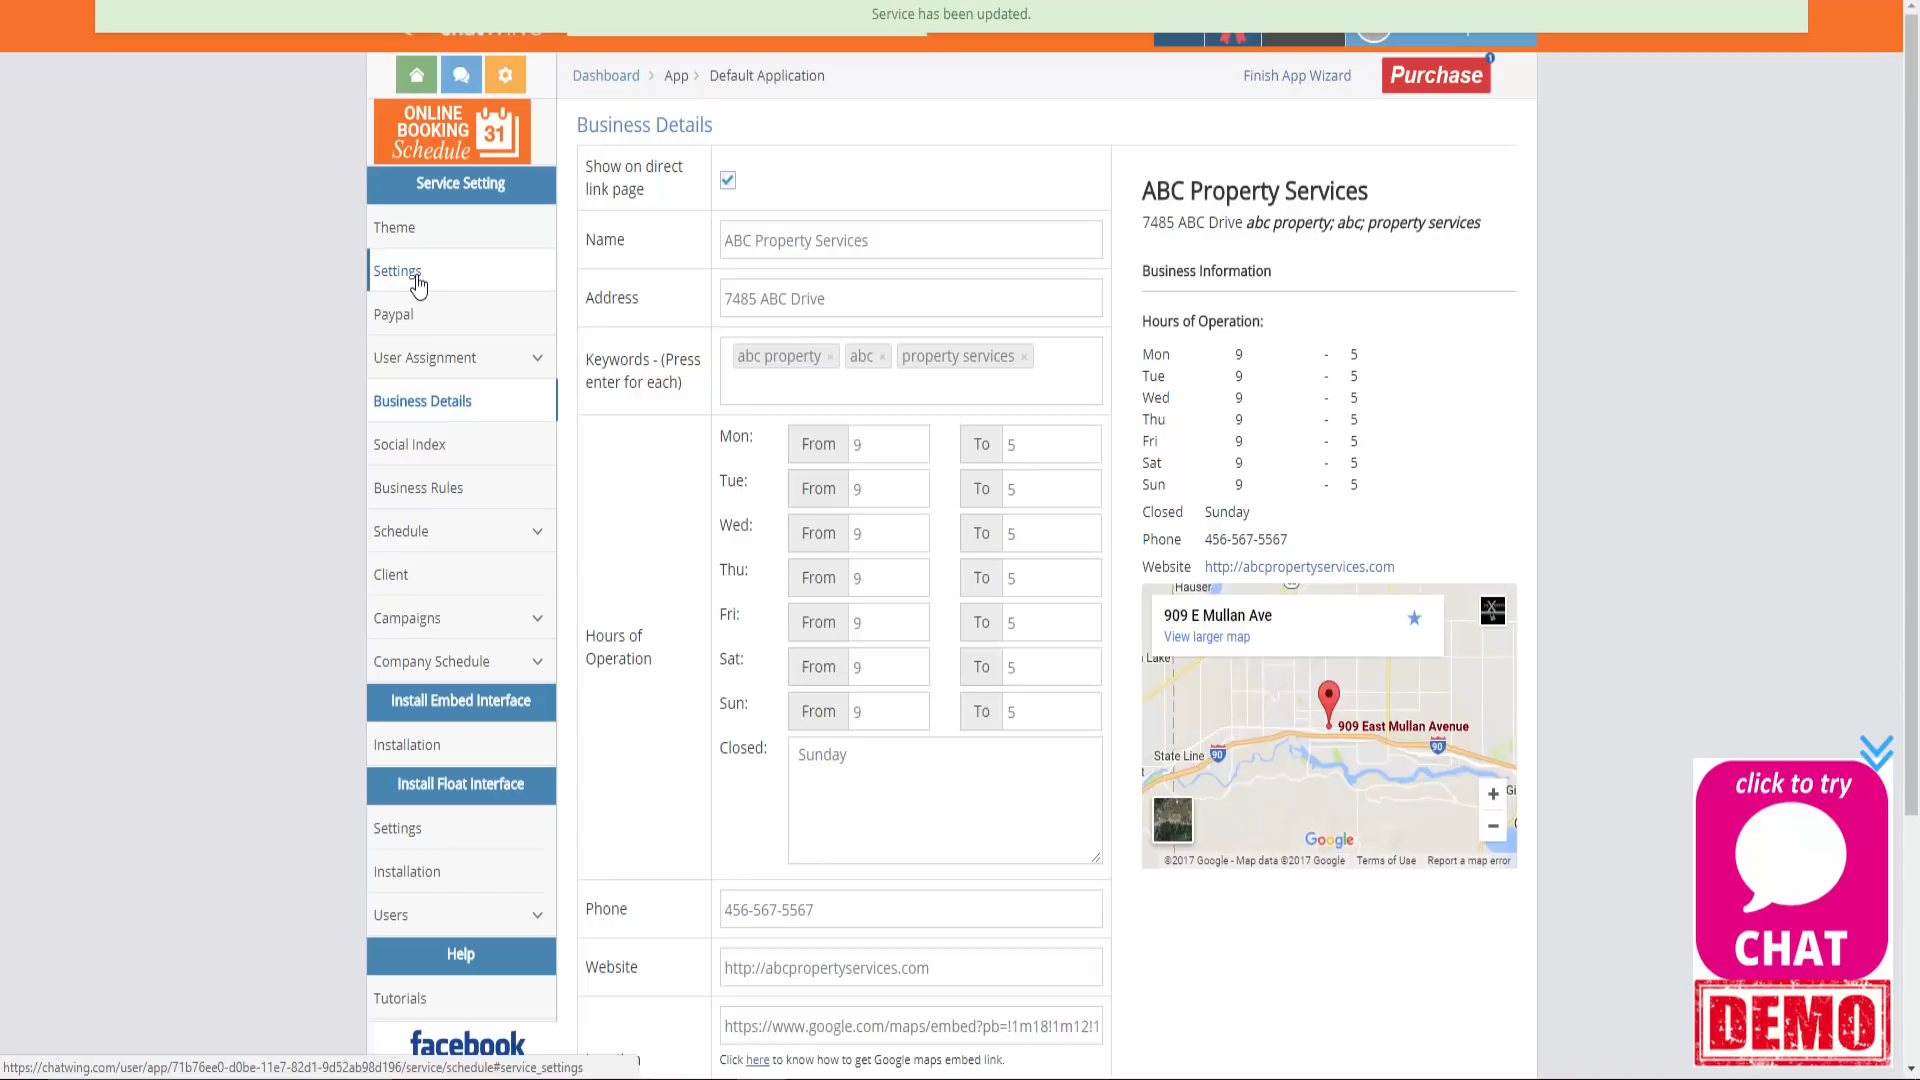 Service has been updated.
Dashboard > App > Default Application
Finish App Wizard
Purchase
1
ONLINE
BOOKING
Schedule
31
Service Setting
Theme
Settings
Paypal
User Assignment
Business Details
Social Index
Business Rules
Schedule
Client
Campaigns
Company Schedule
Install Embed Interface
Installation
Install Float Interface
Settings
Installation
Users
Help
Tutorials
facebook
Business Details
Show on direct
link page
Name
ABC Property Services
Address
7485 ABC Drive
Keywords - (Press
enter for each)
abc property × abc × property services ×
Hours of
Operation
Mon: From 9 To 5
Tue: From 9 To 5
Wed: From 9 To 5
Thu: From 9 To 5
Fri: From 9 To 5
Sat: From 9 To 5
Sun: From 9 To 5
Closed: Sunday
Phone
456-567-5567
Website
http://abcpropertyservices.com
https://www.google.com/maps/embed?pb=!1m18!1m12!1
Click here to know how to get Google maps embed link.
ABC Property Services
7485 ABC Drive abc property; abc; property services
Business Information
Hours of Operation:
Mon 9 - 5
Tue 9 - 5
Wed 9 - 5
Thu 9 - 5
Fri 9 - 5
Sat 9 - 5
Sun 9 - 5
Closed Sunday
Phone 456-567-5567
Website http://abcpropertyservices.com
Hauser
909 E Mullan Ave
View larger map
Lake
909 East Mullan Avenue
State Line
90
90
Google
©2017 Google - Map data ©2017 Google Terms of Use Report a map error
click to try
CHAT
DEMO
https://chatwing.com/user/app/71b76ee0-d0be-11e7-82d1-9d52ab98d196/service/schedule#service_settings